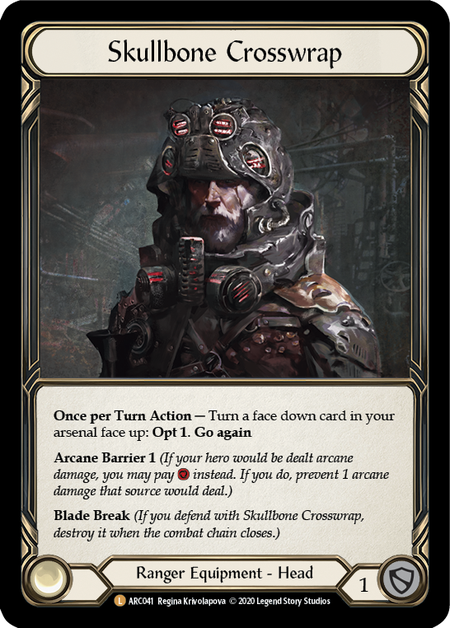 Skullbone Crosswrap
Once per Turn Action — Turn a face down card in your
arsenal face up: Opt 1. Go again
Arcane Barrier 1 (If your hero would be dealt arcane
damage, you may pay instead. If you do, prevent 1 arcane
damage that source would deal.)
Blade Break (If you defend with Skullbone Crosswrap,
destroy it when the combat chain closes.)
Ranger Equipment - Head
1
L ARC041 Regina Krivolapova © 2020 Legend Story Studios